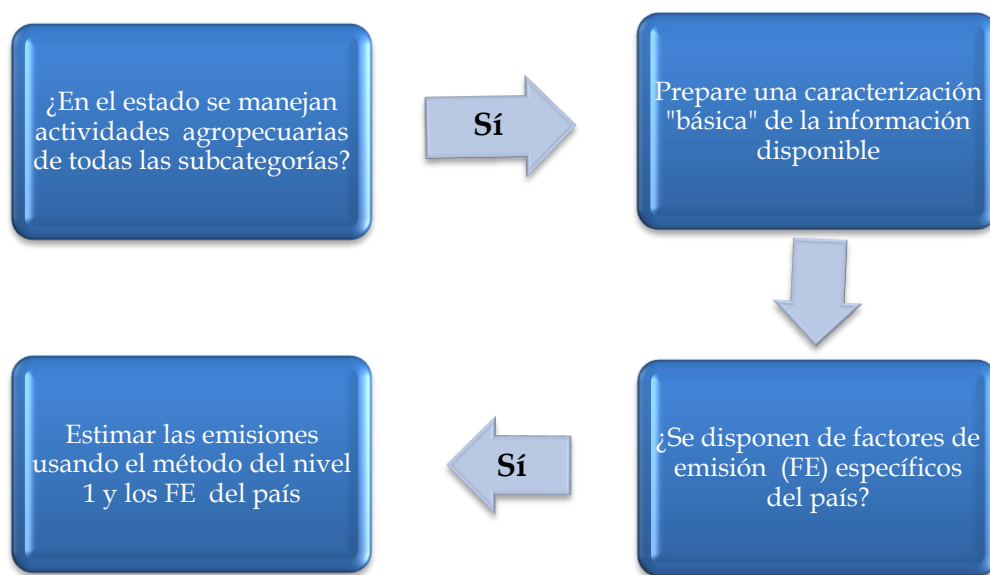 ¿En el estado se manejan
actividades agropecuarias
de todas las subcategorías?
Sí
Prepare una caracterización
"básica" de la información
disponible
¿Se disponen de factores de
emisión (FE) específicos
del país?
Sí
Estimar las emisiones
usando el método del nivel
1 y los FE del país